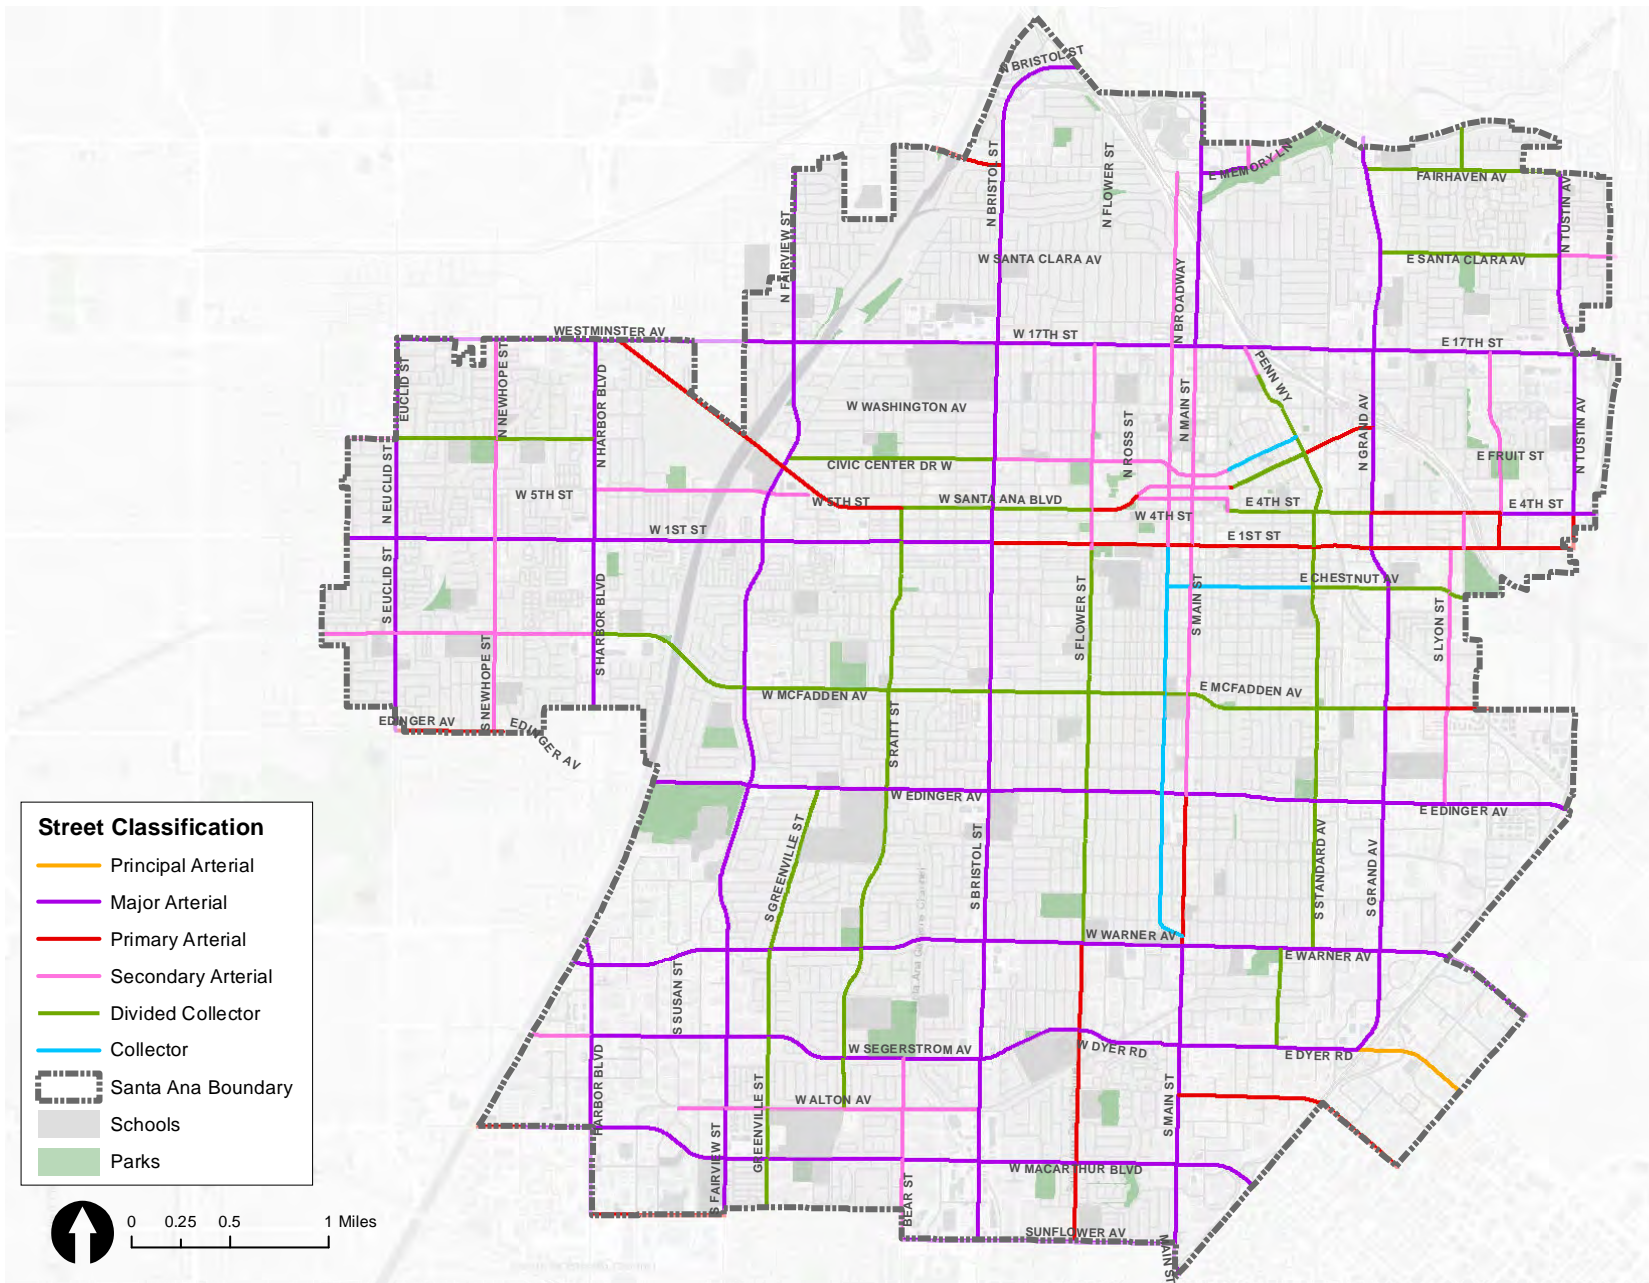 N BRISTOL ST
E MEMORY LN
FAIRHAVEN AV
N TUSTIN AV
N BRISTOL ST
N FLOWER ST
N FAIRVIEW ST
W SANTA CLARA AV
E SANTA CLARA AV
N BROADWAY
WESTMINSTER AV
W 17TH ST
E 17TH ST
EUCLID ST
N NEWHOPE ST
N HARBOR BLVD
PENN WY
W WASHINGTON AV
N MAIN ST
N GRAND AV
N TUSTIN AV
N ROSS ST
CIVIC CENTER DR W
E FRUIT ST
N EUCLID ST
W 5TH ST
W 5TH ST
W SANTA ANA BLVD
W 4TH ST
E 4TH ST
E 4TH ST
W 1ST ST
E 1ST ST
S EUCLID ST
S HARBOR BLVD
S FLOWER ST
S MAIN ST
E CHESTNUT AV
S LYON ST
S NEWHOPE ST
W MCFADDEN AV
E MCFADDEN AV
EDINGER AV
EDINGER AV
S RAITT ST
W EDINGER AV
E EDINGER AV
S GREENVILLE ST
S BRISTOL ST
S STANDARD AV
S GRAND AV
W WARNER AV
E WARNER AV
S SUSAN ST
W SEGERSTROM AV
W DYER RD
E DYER RD
HARBOR BLVD
GREENVILLE ST
W ALTON AV
S MAIN ST
S FAIRVIEW ST
W MACARTHUR BLVD
BEAR ST
SUNFLOWER AV
MAIN ST
Street Classification
Principal Arterial
Major Arterial
Primary Arterial
Secondary Arterial
Divided Collector
Collector
Santa Ana Boundary
Schools
Parks
0 0.25 0.5 1 Miles